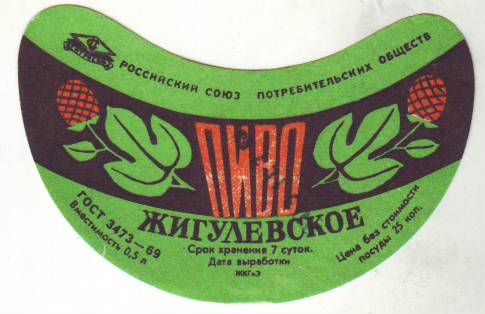 РОССИЙСКИЙ СОЮЗ ПОТРЕБИТЕЛЬСКИХ ОБЩЕСТВ
ПИВО
ЖИГУЛЕВСКОЕ
ГОСТ 3473—69
Вместимость 0,5 л
Срок хранения 7 суток.
Дата выработки
ЖКГиЭ
Цена без стоимости
посуды 25 коп.